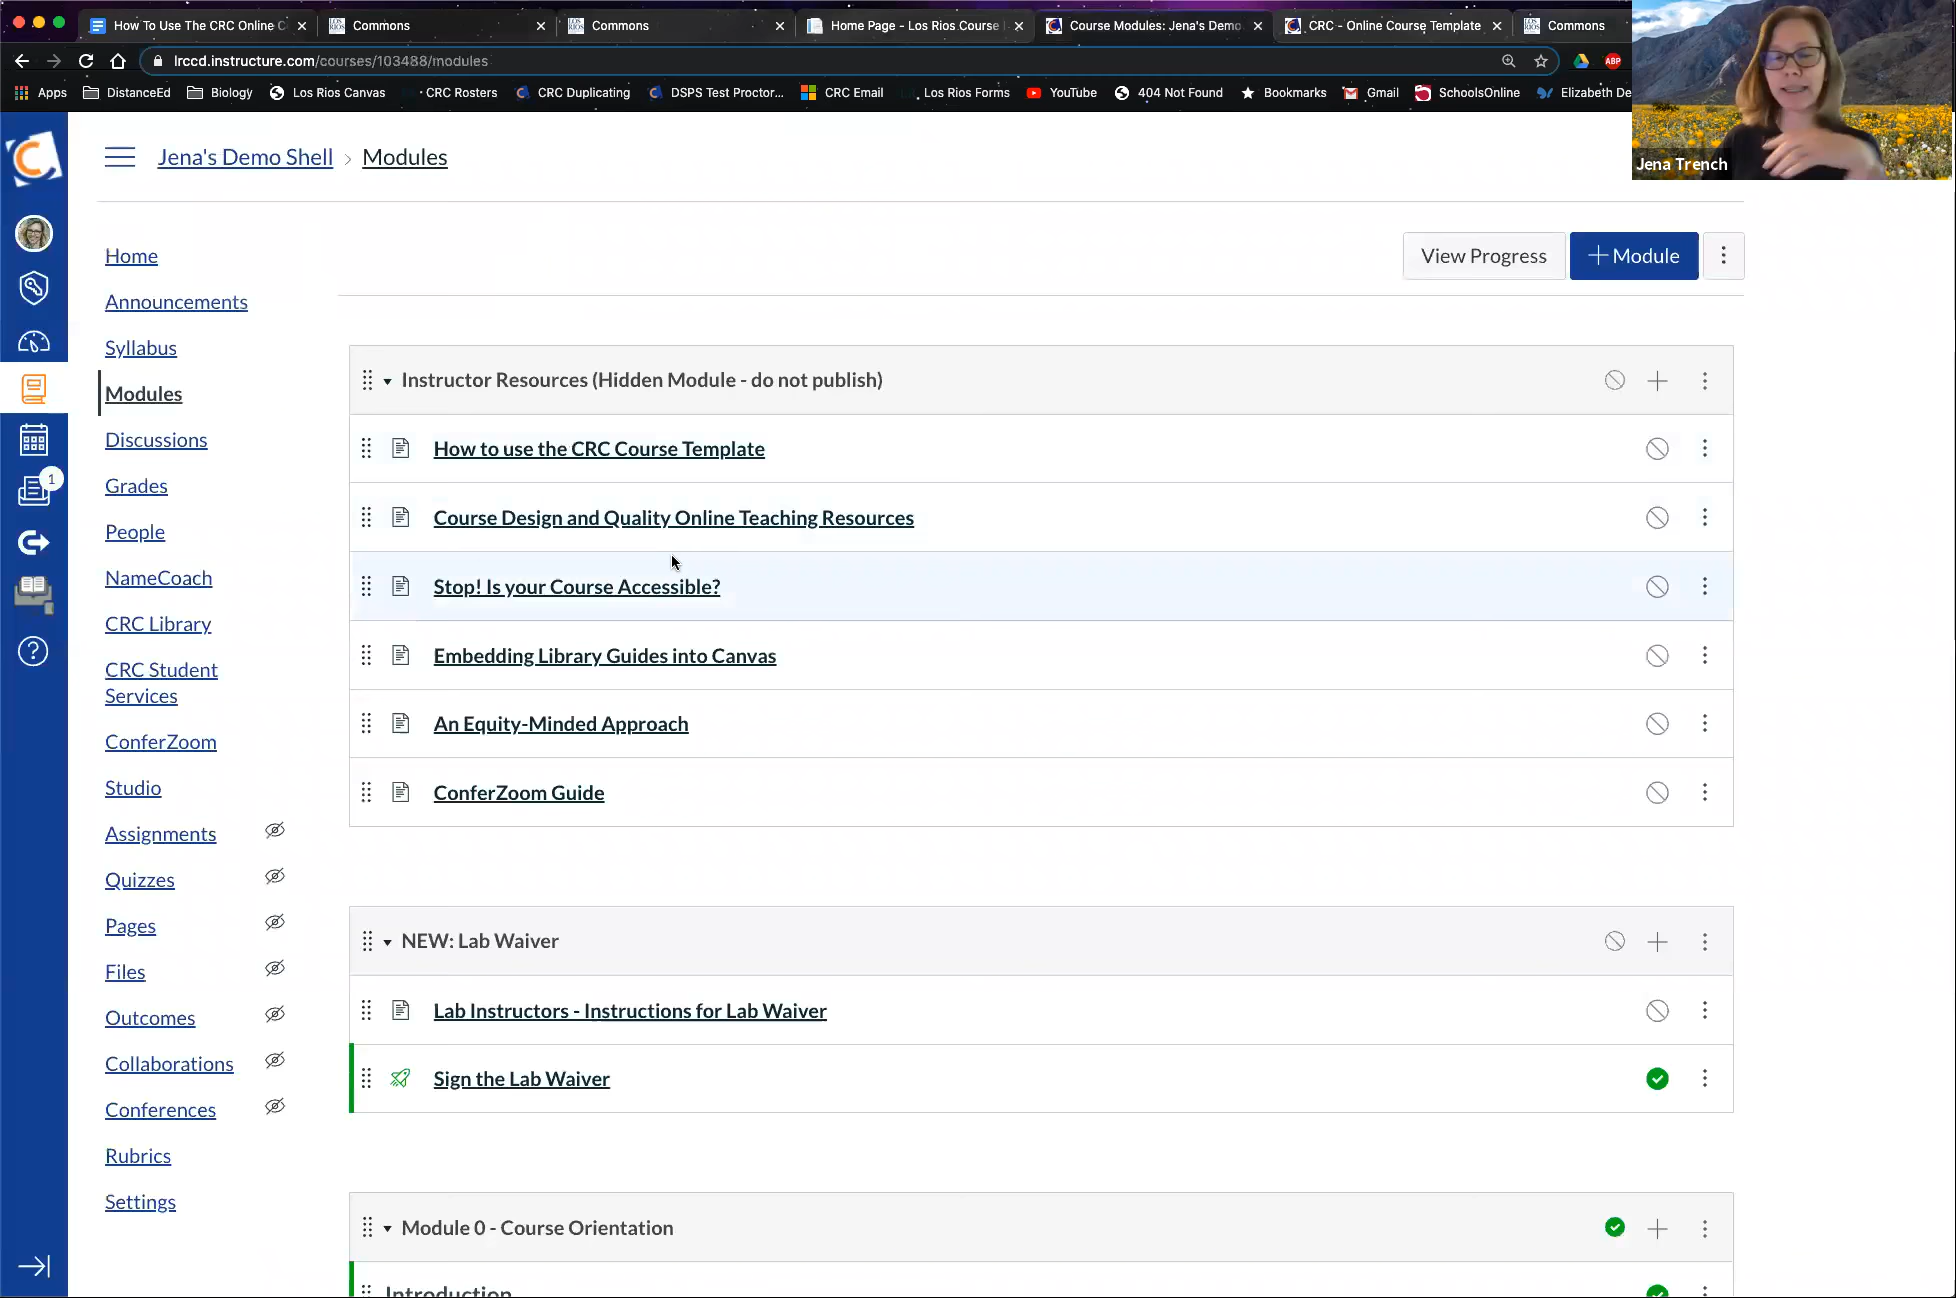 How To Use The CRC Online C
Commons
Commons
Home Page - Los Rios Course
Course Modules: Jena's Demo
CRC - Online Course Template
Commons
lrccd.instructure.com/courses/103488/modules
ABP
Apps
DistanceEd
Biology
Los Rios Canvas
CRC Rosters
CRC Duplicating
DSPS Test Proctor...
CRC Email
Los Rios Forms
YouTube
404 Not Found
Bookmarks
Gmail
SchoolsOnline
Elizabeth De
Jena Trench
Jena's Demo Shell > Modules
1
Home
Announcements
Syllabus
Modules
Discussions
Grades
People
NameCoach
CRC Library
CRC Student
Services
ConferZoom
Studio
Assignments
Quizzes
Pages
Files
Outcomes
Collaborations
Conferences
Rubrics
Settings
View Progress
+ Module
Instructor Resources (Hidden Module - do not publish)
How to use the CRC Course Template
Course Design and Quality Online Teaching Resources
Stop! Is your Course Accessible?
Embedding Library Guides into Canvas
An Equity-Minded Approach
ConferZoom Guide
NEW: Lab Waiver
Lab Instructors - Instructions for Lab Waiver
Sign the Lab Waiver
Module 0 - Course Orientation
Introduction